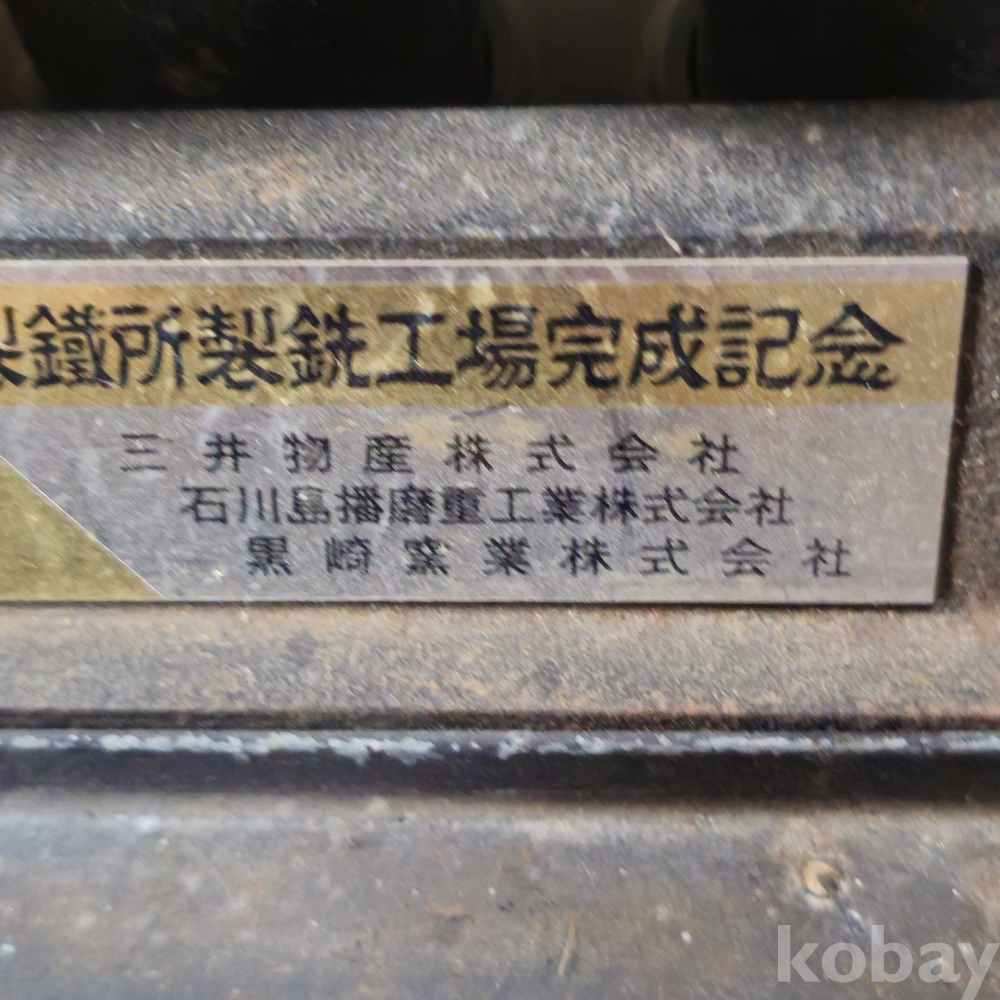 製鐵所製銑工場完成記念
三井物産株式会社
石川島播磨重工業株式会社
黒崎窯業株式会社
kobay